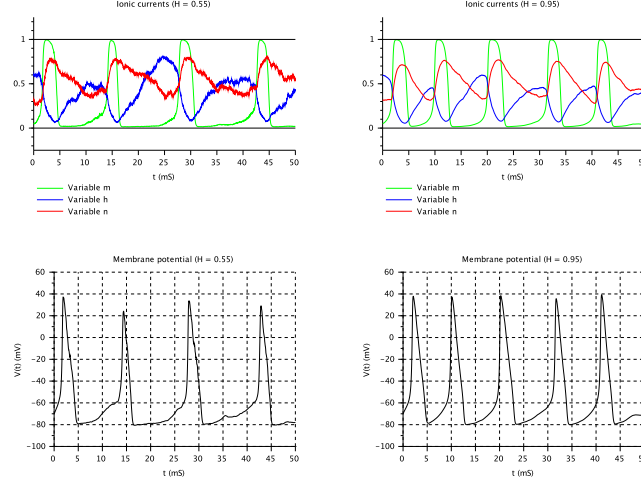 Ionic currents (H = 0.55)
Ionic currents (H = 0.95)
1
0.5
0
0 5 10 15 20 25 30 35 40 45 50
t (mS)
Variable m
Variable h
Variable n
1
0.5
0
0 5 10 15 20 25 30 35 40 45 50
t (mS)
Variable m
Variable h
Variable n
Membrane potential (H = 0.55)
60
40
20
0
−20
−40
−60
−80
−100
V(t) (mV)
0 5 10 15 20 25 30 35 40 45 50
t (mS)
Membrane potential (H = 0.95)
60
40
20
0
−20
−40
−60
−80
−100
V(t) (mV)
0 5 10 15 20 25 30 35 40 45 50
t (mS)